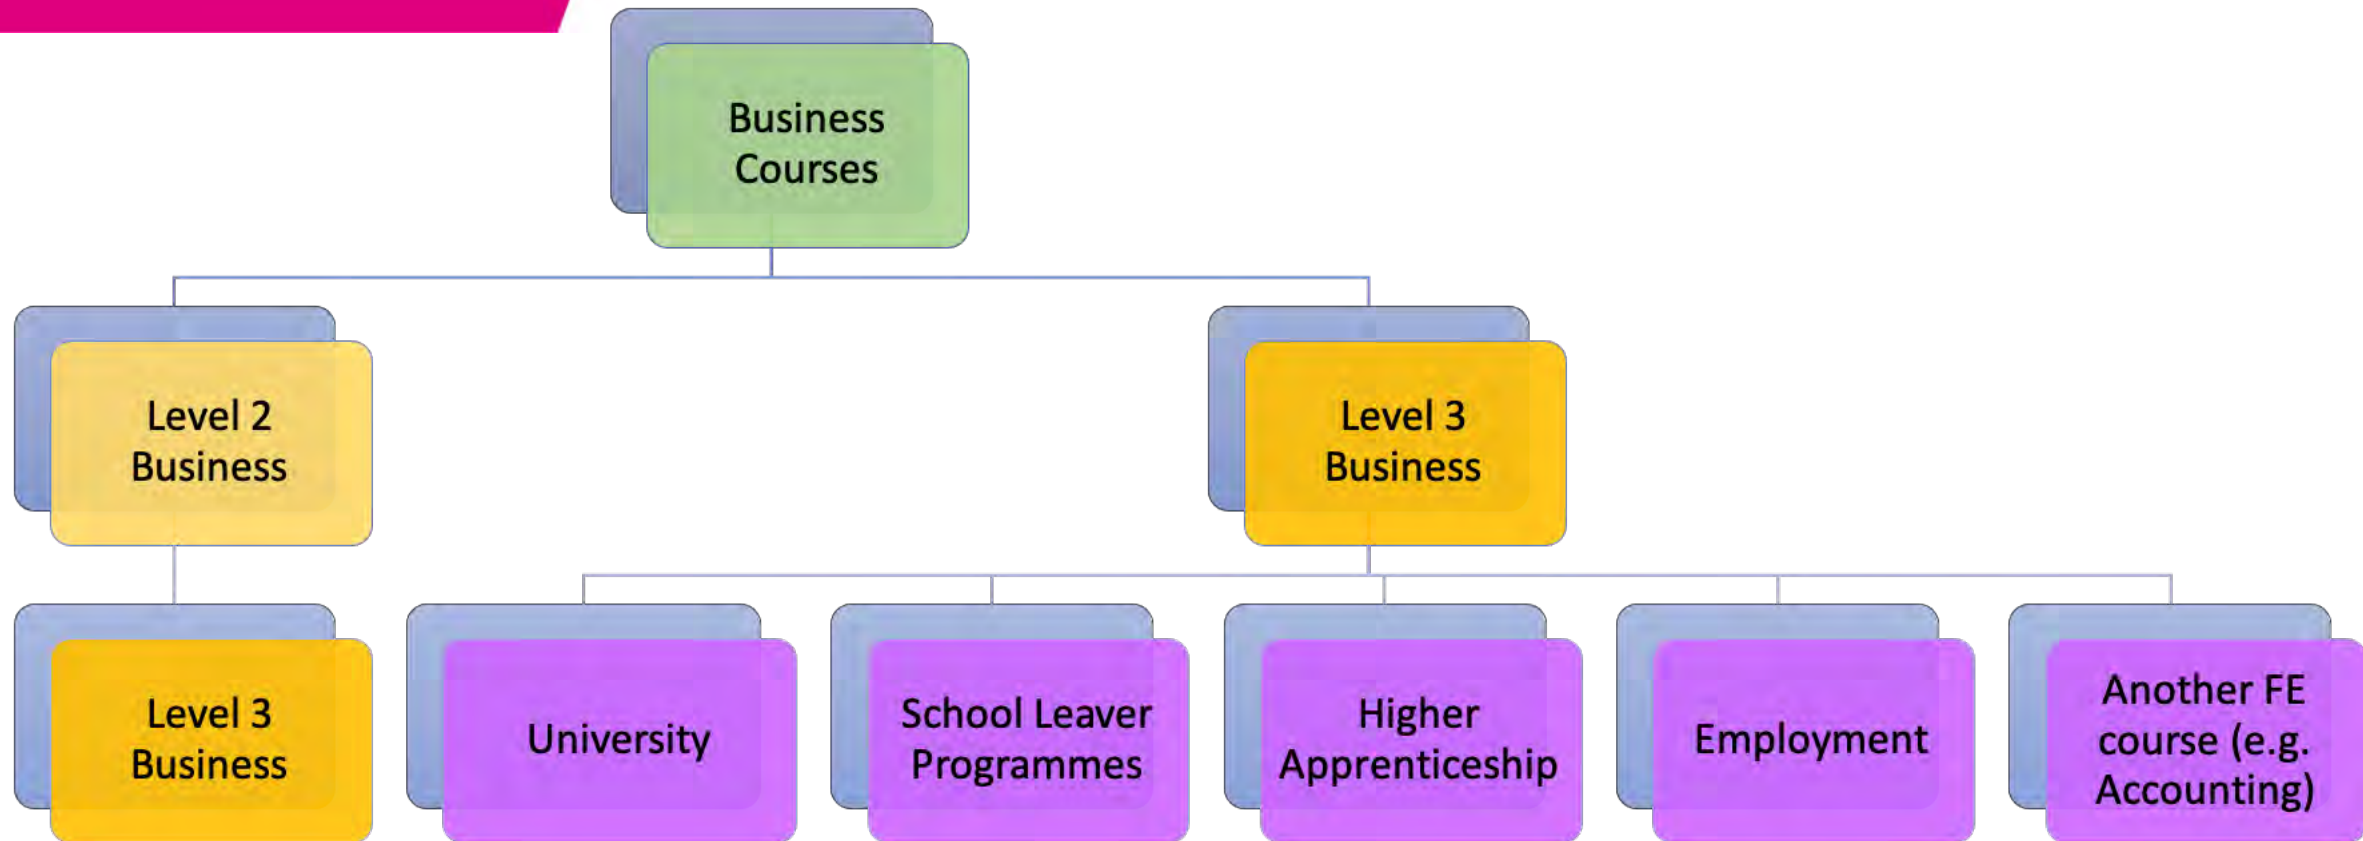 Business
Courses
Level 2
Business
Level 3
Business
Level 3
Business
University
School Leaver
Programmes
Higher
Apprenticeship
Employment
Another FE
course (e.g.
Accounting)